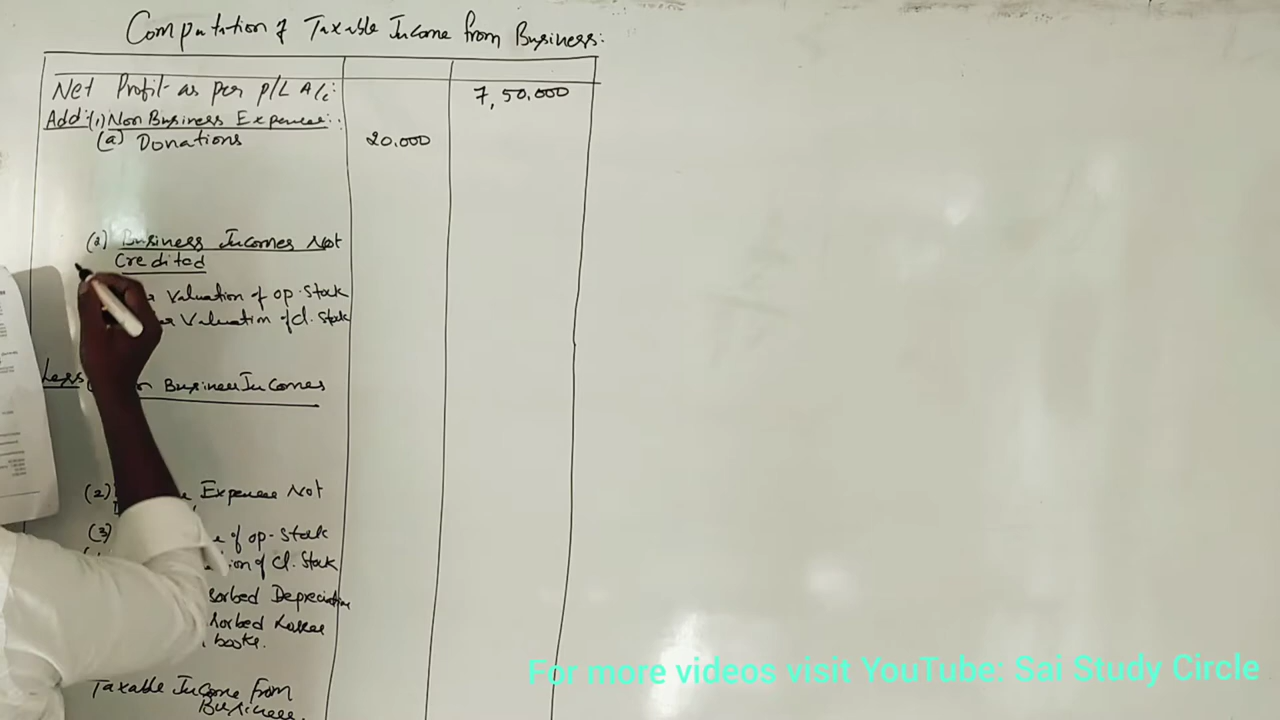 Computation of Taxable Income from Business:
Net Profit as per P/L A/c: 7,50,000
Add: (1) Non Business Expenses:
(a) Donations 20,000
(2) Business Incomes Not
Credited
Valuation of op. Stock
Valuation of cl. Stock
Less Business Incomes
(2) Expenses Not
(3) of op. Stock
of cl. Stock
Depreciation
Losses
books.
Taxable Income From
Business.
For more videos visit YouTube: Sai Study Circle